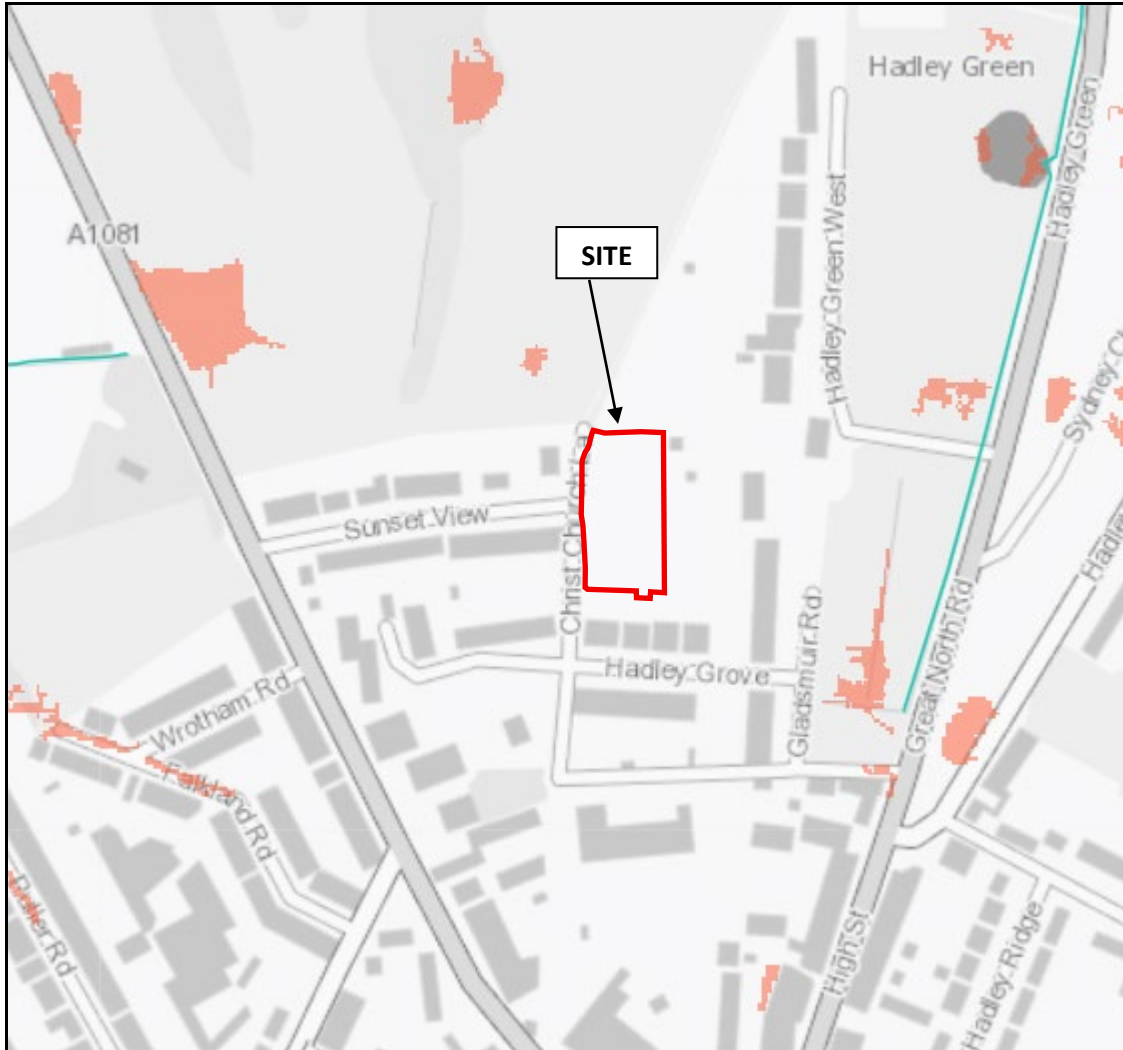 Hadley Green
Hadley Green
A1081
Hadley Green West
SITE
Sunset View
Christ Church La
Hadley Grove
Gladsmuir Rd
Great North Rd
Wrotham Rd
Falkland Rd
High St
Hadley Ridge